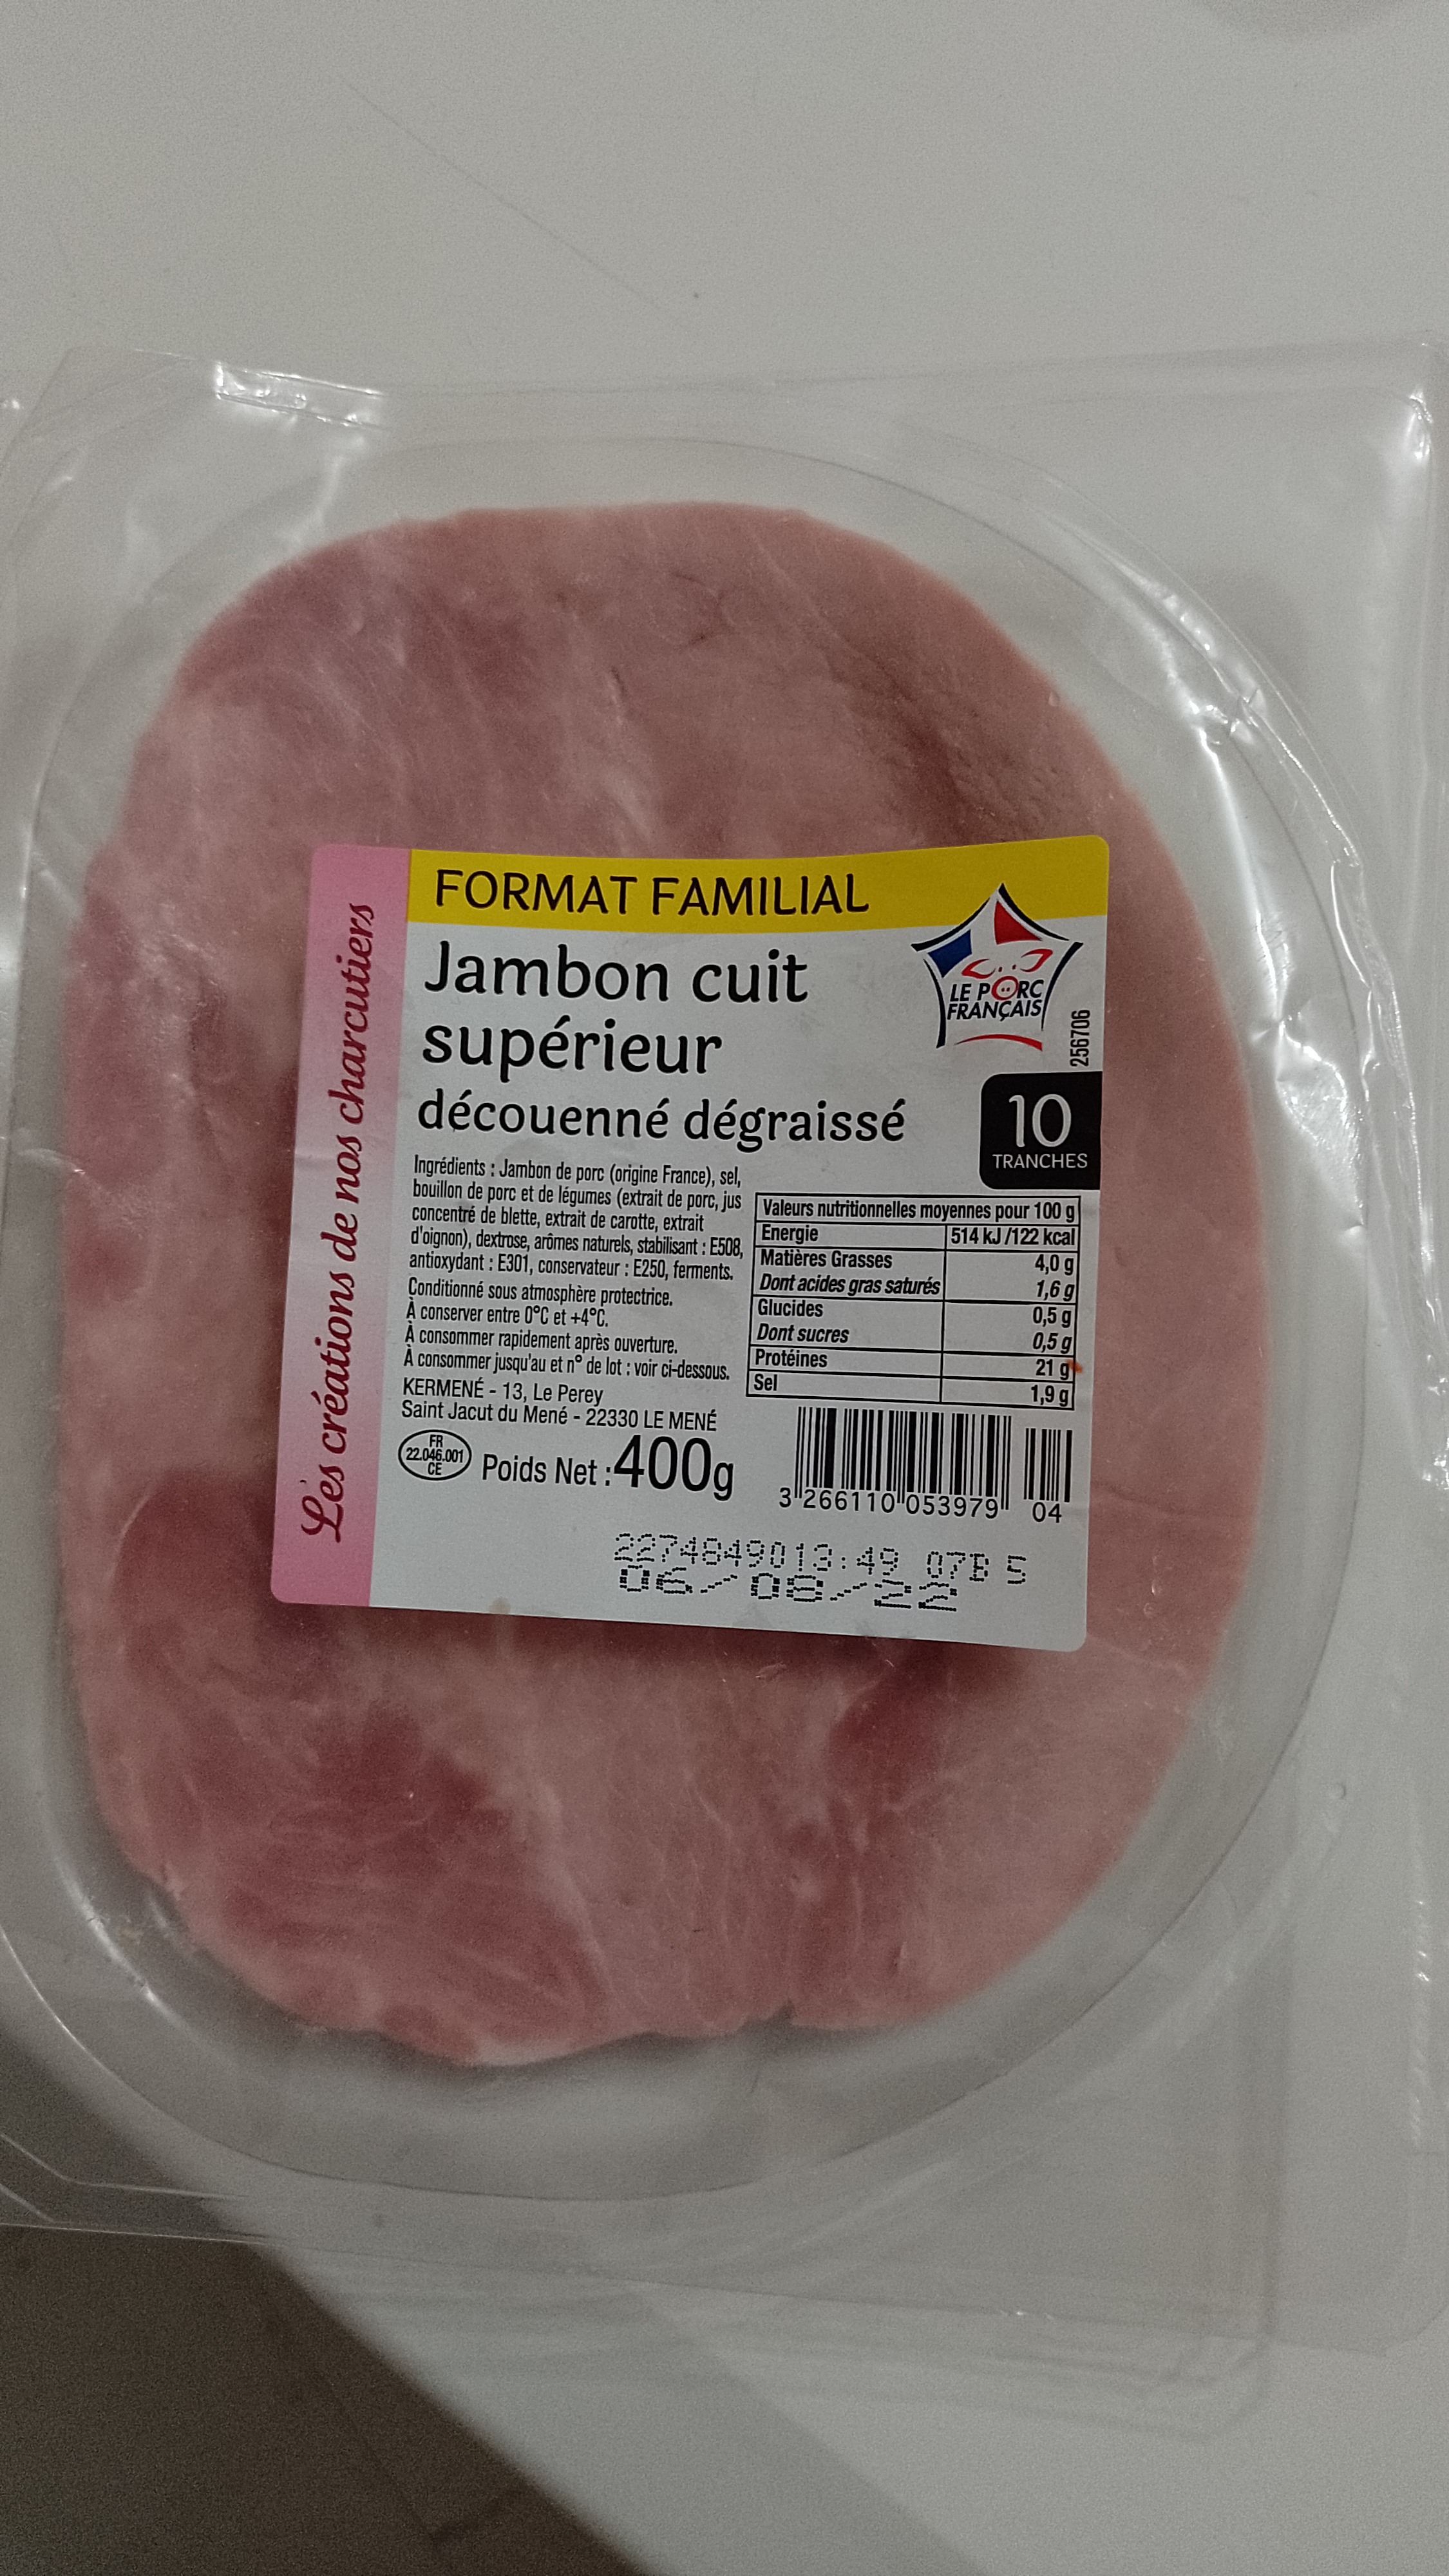 FORMAT FAMILIAL
Les créations de nos charcutiers
Jambon cuit
supérieur
découenné dégraissé
LE PORC
FRANÇAIS
256706
10
TRANCHES
Ingrédients : Jambon de porc (origine France), sel,
bouillon de porc et de légumes (extrait de porc, jus
concentré de blette, extrait de carotte, extrait
d'oignon), dextrose, arômes naturels, stabilisant : E508,
antioxydant : E301, conservateur : E250, ferments.
Conditionné sous atmosphère protectrice.
À conserver entre 0°C et +4°C.
À consommer rapidement après ouverture.
À consommer jusqu'au et n° de lot : voir ci-dessous.
KERMENÉ - 13, Le Perey
Saint Jacut du Mené - 22330 LE MENÉ
FR
22.046.001
CE
Poids Net : 400g
Valeurs nutritionnelles moyennes pour 100 g
Energie 514 kJ /122 kcal
Matières Grasses 4,0 g
Dont acides gras saturés 1,6 g
Glucides 0,5 g
Dont sucres 0,5 g
Protéines 21 g
Sel 1,9 g
3 266110 053979 04
2274849013:49 07B 5
06/08/22